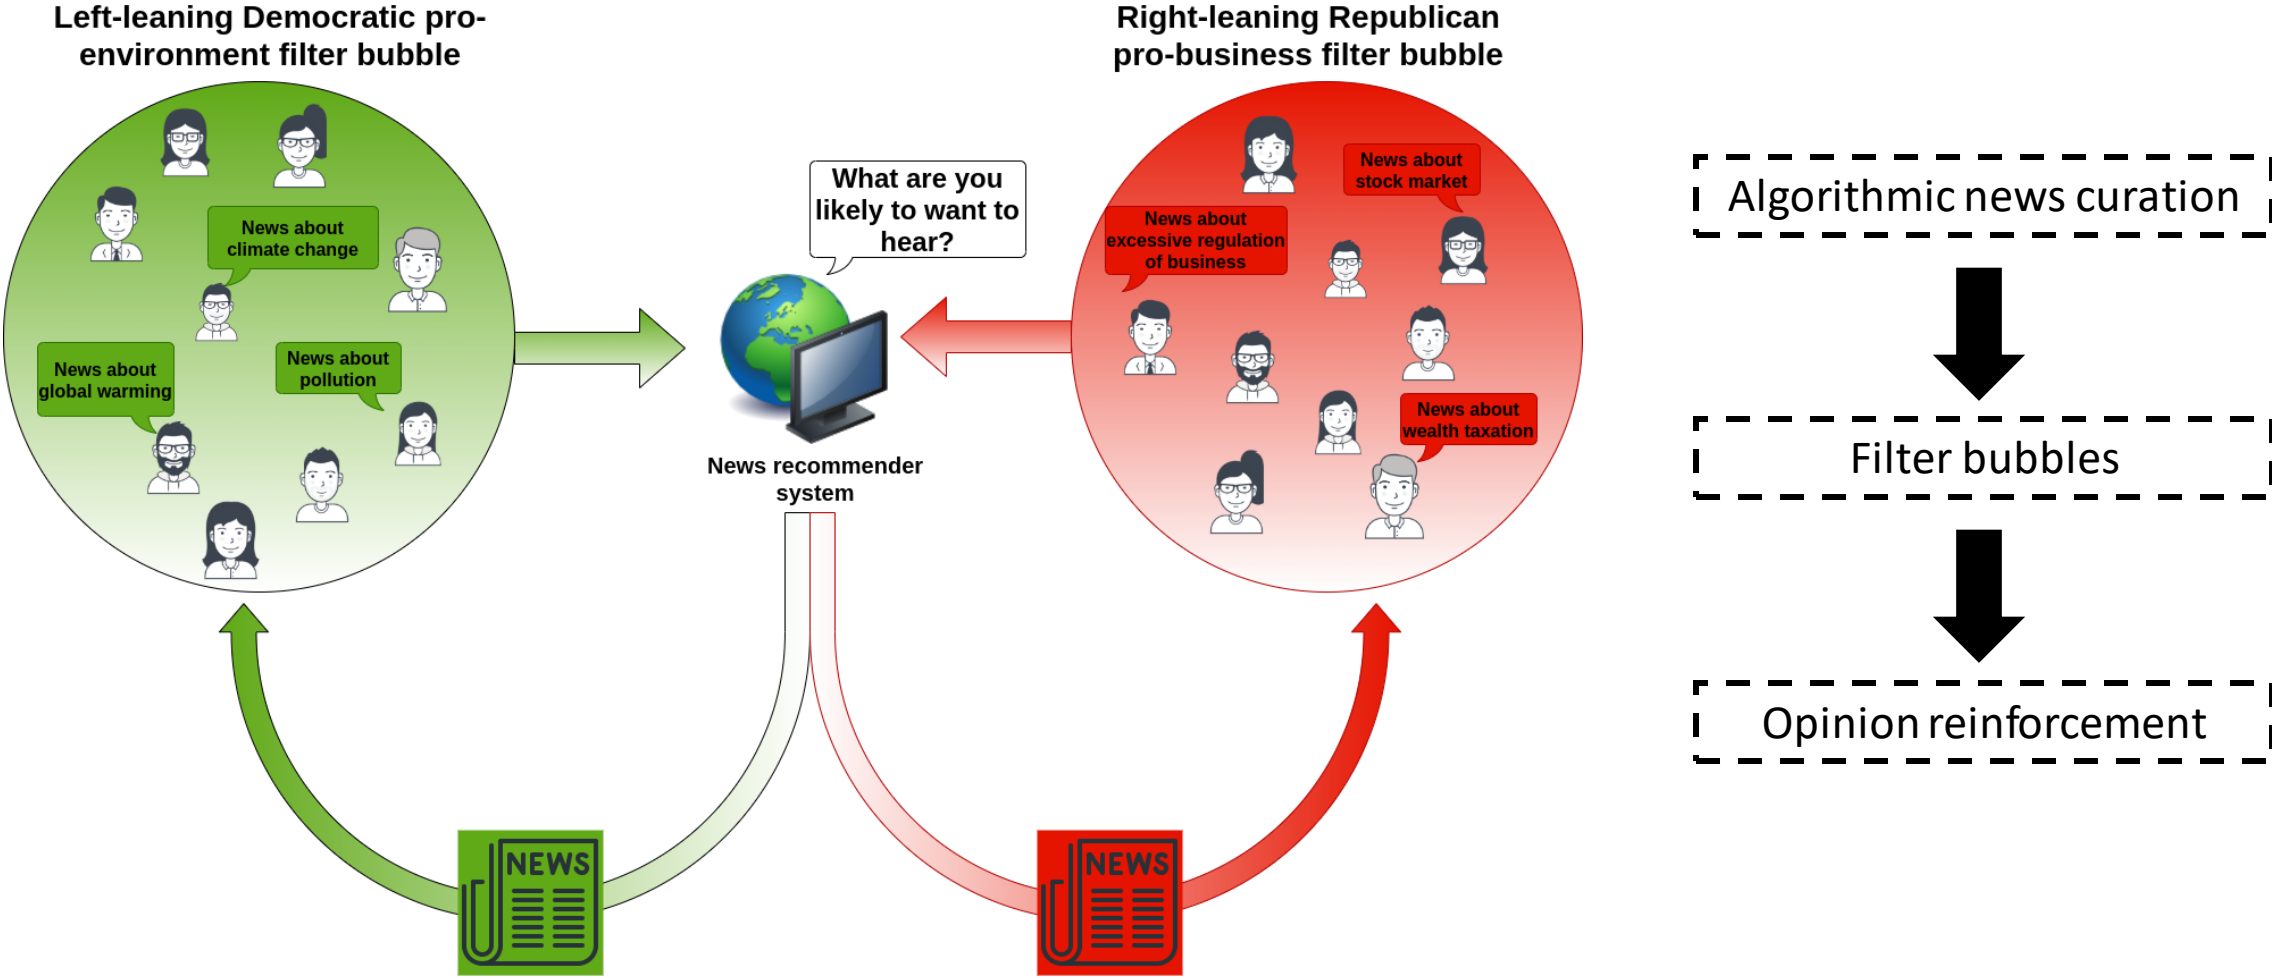 Left-leaning Democratic pro-
environment filter bubble
News about
climate change
News about
global warming
News about
pollution
What are you
likely to want to
hear?
News recommender
system
Right-leaning Republican
pro-business filter bubble
News about
stock market
News about
excessive regulation
of business
News about
wealth taxation
NEWS
NEWS
Algorithmic news curation
Filter bubbles
Opinion reinforcement